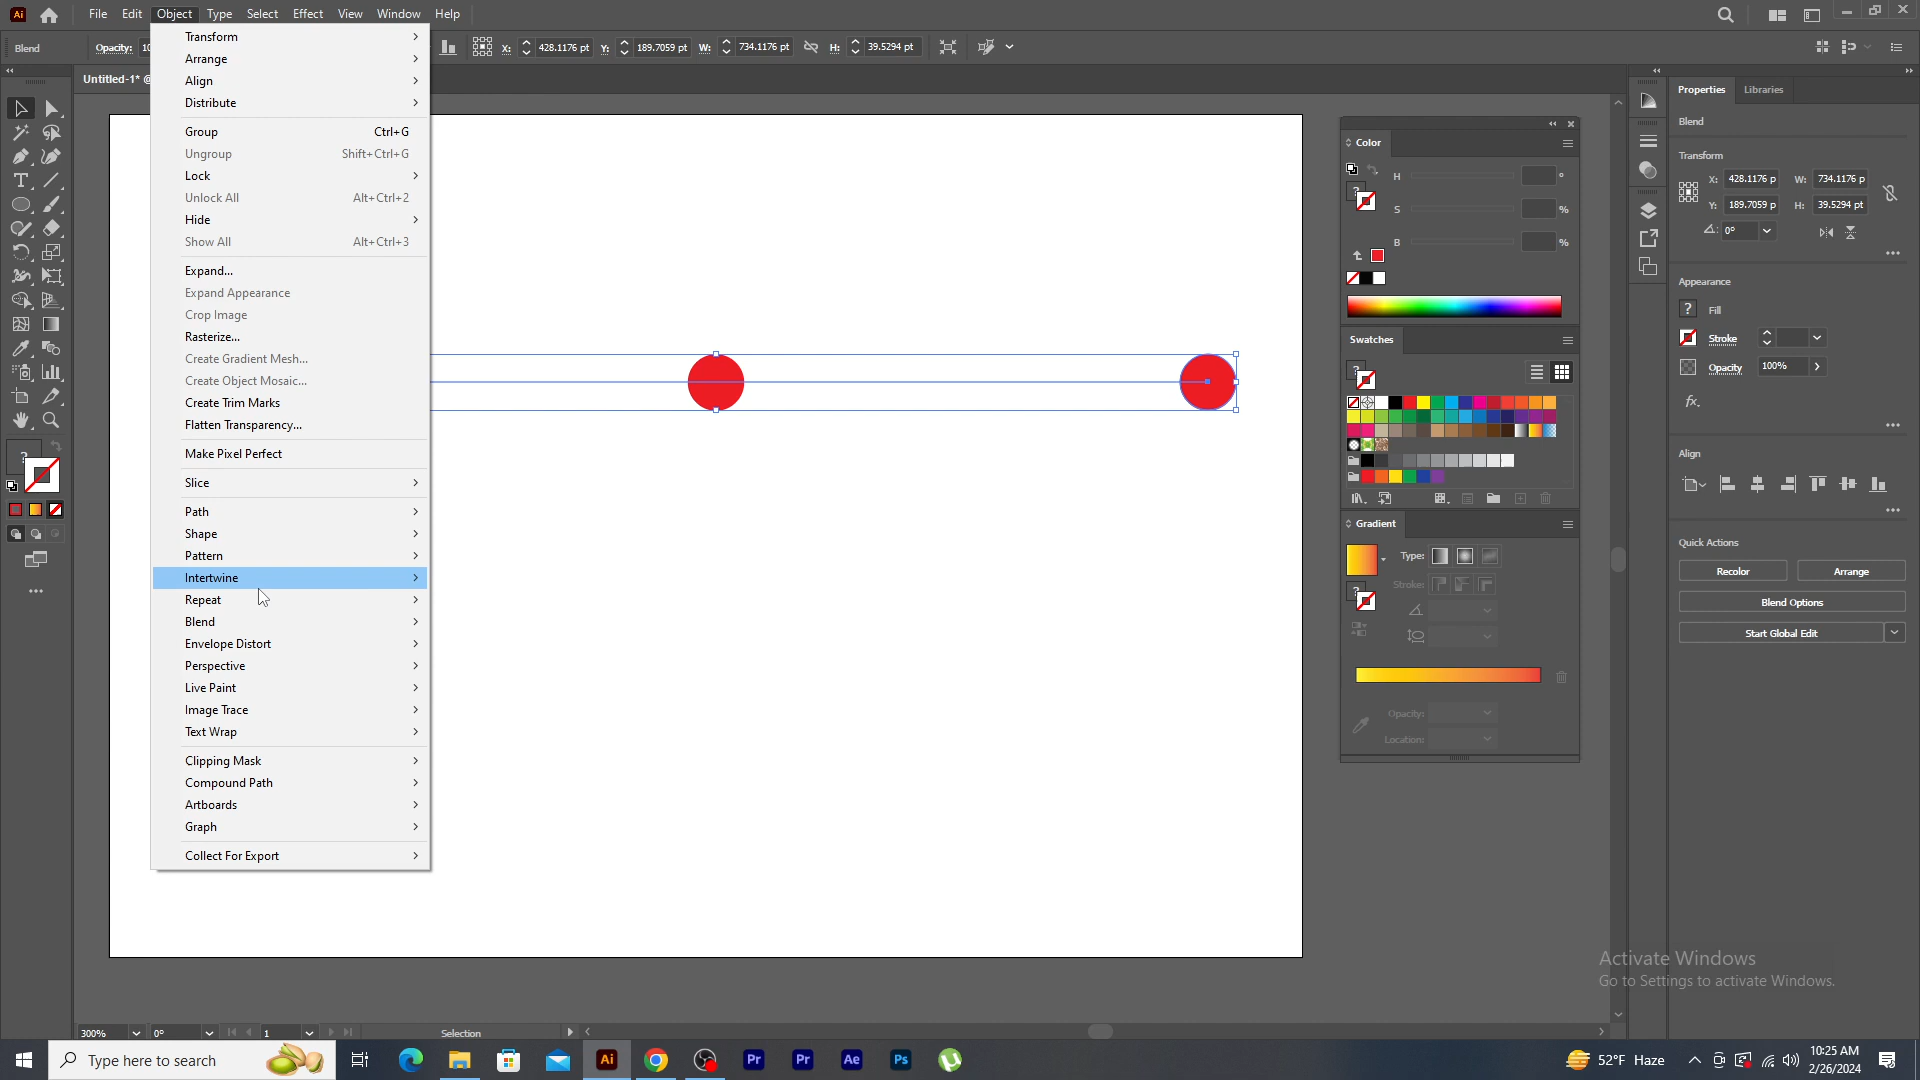 Ai File Edit Object Type Select Effect View Window Help
Blend Opacity: 10 X: 428.1176 pt Y: 189.7059 pt W: 734.1176 pt H: 39.5294 pt
Untitled-1* @
Transform
Arrange
Align
Distribute
Group Ctrl+G
Ungroup Shift+Ctrl+G
Lock
Unlock All Alt+Ctrl+2
Hide
Show All Alt+Ctrl+3
Expand...
Expand Appearance
Crop Image
Rasterize...
Create Gradient Mesh...
Create Object Mosaic...
Create Trim Marks
Flatten Transparency...
Make Pixel Perfect
Slice
Path
Shape
Pattern
Intertwine
Repeat
Blend
Envelope Distort
Perspective
Live Paint
Image Trace
Text Wrap
Clipping Mask
Compound Path
Artboards
Graph
Collect For Export
Color
H °
S %
B %
Swatches
Gradient
Type:
Stroke:
Opacity:
Location:
Properties Libraries
Blend
Transform
X: 428.1176 p W: 734.1176 p
Y: 189.7059 p H: 39.5294 pt
0°
Appearance
? Fill
Stroke
Opacity 100%
fx.
Align
Quick Actions
Recolor Arrange
Blend Options
Start Global Edit
Activate Windows
Go to Settings to activate Windows.
300% 0° 1 Selection
Type here to search
Ai Pr Pr Ae Ps
52°F Haze
10:25 AM
2/26/2024